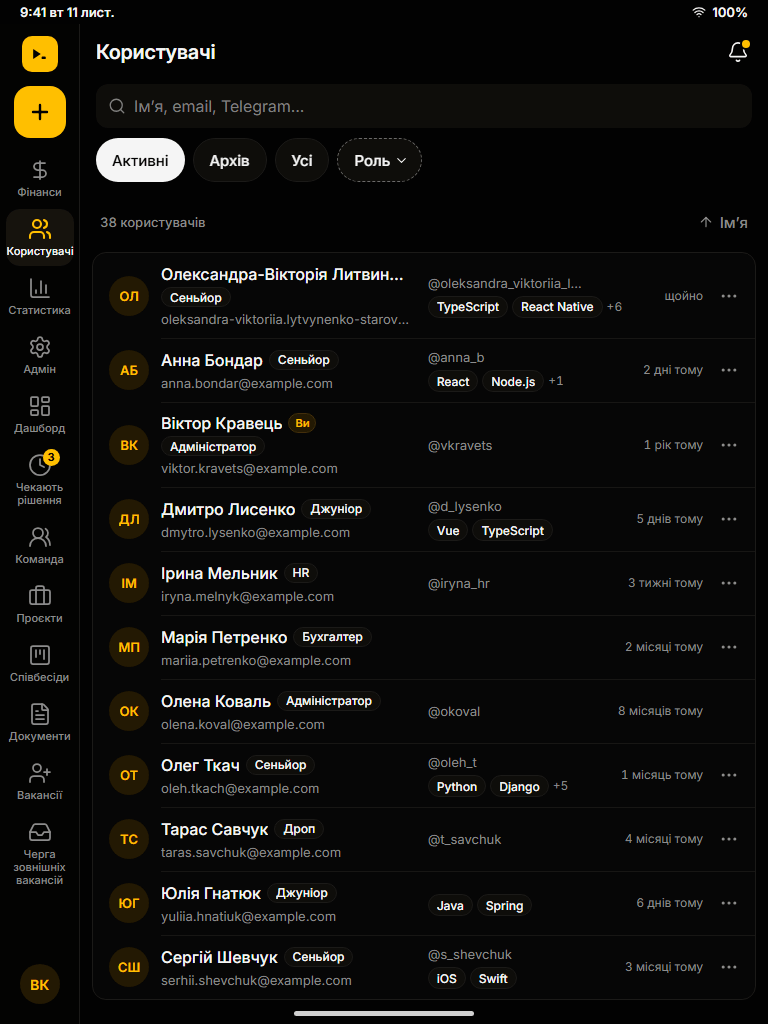 9:41 вт 11 лист.
100%
Користувачі
Ім’я, email, Telegram...
Активні
Архів
Усі
Роль
38 користувачів
Ім’я
Фінанси
Користувачі
Статистика
Адмін
Дашборд
3
Чекають
рішення
Команда
Проєкти
Співбесіди
Документи
Вакансії
Черга
зовнішніх
вакансій
ВК
ОЛ
Олександра-Вікторія Литвин...
Сеньйор
oleksandra-viktoriia.lytvynenko-starov...
@oleksandra_viktoriia_l...
TypeScript React Native +6
щойно
АБ
Анна Бондар Сеньйор
anna.bondar@example.com
@anna_b
React Node.js +1
2 дні тому
ВК
Віктор Кравець Ви
Адміністратор
viktor.kravets@example.com
@vkravets
1 рік тому
ДЛ
Дмитро Лисенко Джуніор
dmytro.lysenko@example.com
@d_lysenko
Vue TypeScript
5 днів тому
ІМ
Ірина Мельник HR
iryna.melnyk@example.com
@iryna_hr
3 тижні тому
МП
Марія Петренко Бухгалтер
mariia.petrenko@example.com
2 місяці тому
ОК
Олена Коваль Адміністратор
olena.koval@example.com
@okoval
8 місяців тому
ОТ
Олег Ткач Сеньйор
oleh.tkach@example.com
@oleh_t
Python Django +5
1 місяць тому
ТС
Тарас Савчук Дроп
taras.savchuk@example.com
@t_savchuk
4 місяці тому
ЮГ
Юлія Гнатюк Джуніор
yuliia.hnatiuk@example.com
Java Spring
6 днів тому
СШ
Сергій Шевчук Сеньйор
serhii.shevchuk@example.com
@s_shevchuk
iOS Swift
3 місяці тому